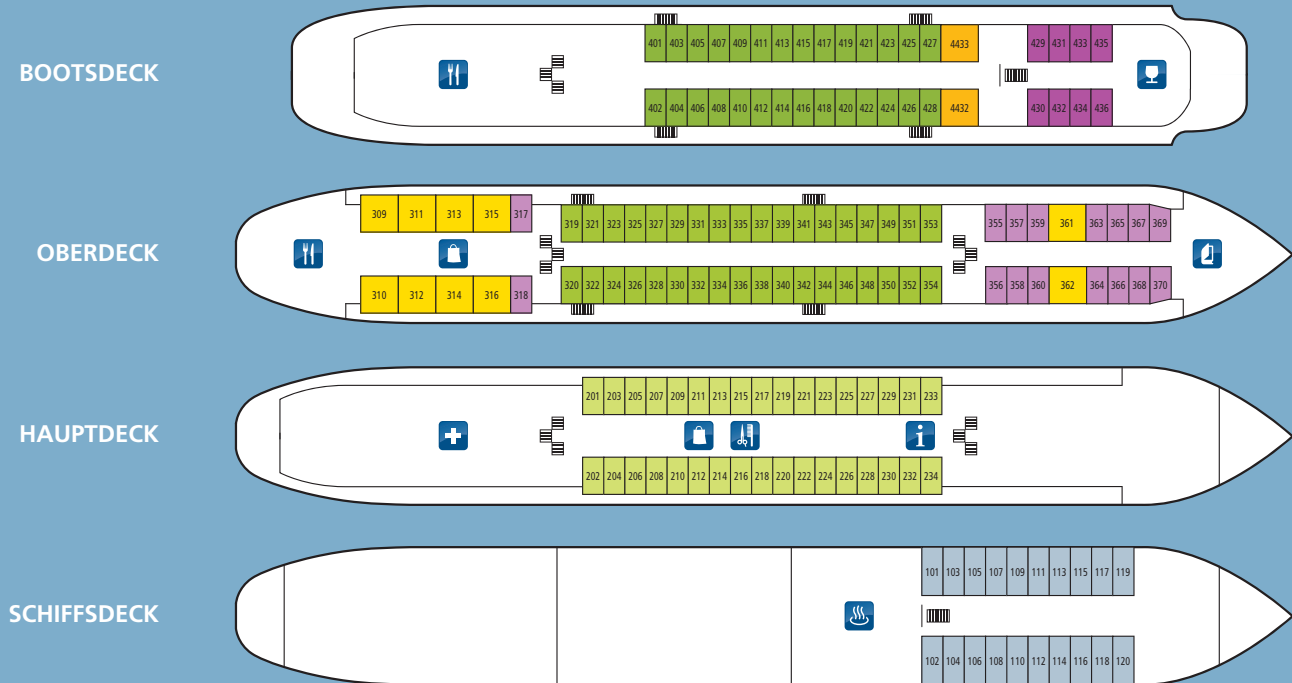 BOOTSDECK
401 403 405 407 409 411 413 415 417 419 421 423 425 427 4433 429 431 433 435
402 404 406 408 410 412 414 416 418 420 422 424 426 428 4432 430 432 434 436
OBERDECK
309 311 313 315 317 319 321 323 325 327 329 331 333 335 337 339 341 343 345 347 349 351 353 355 357 359 361 363 365 367 369
310 312 314 316 318 320 322 324 326 328 330 332 334 336 338 340 342 344 346 348 350 352 354 356 358 360 362 364 366 368 370
HAUPTDECK
201 203 205 207 209 211 213 215 217 219 221 223 225 227 229 231 233
i
202 204 206 208 210 212 214 216 218 220 222 224 226 228 230 232 234
SCHIFFSDECK
101 103 105 107 109 111 113 115 117 119
102 104 106 108 110 112 114 116 118 120